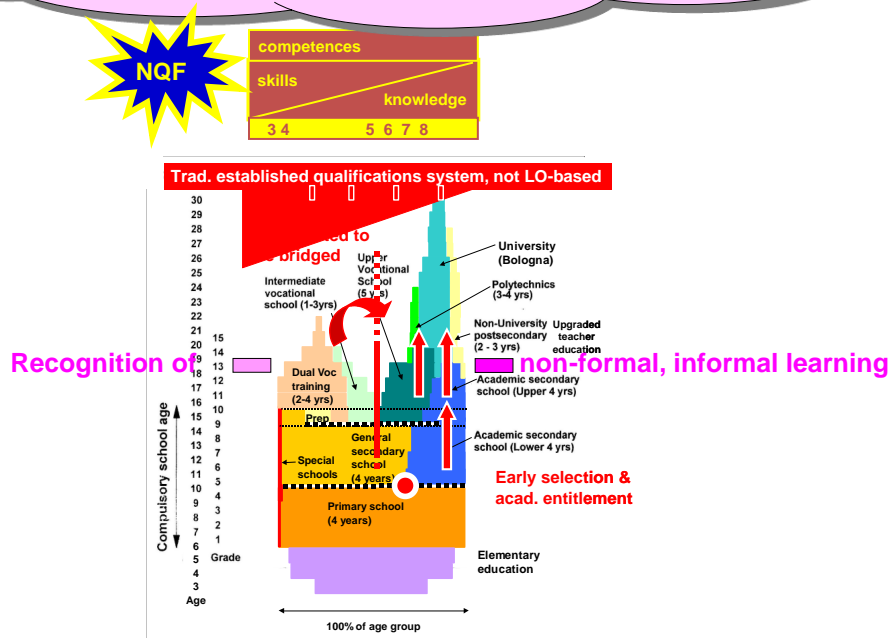 NQF
competences
skills
knowledge
3 4 5 6 7 8
Trad. established qualifications system, not LO-based
30
29
28
27
26
25
24
23
22
21
20
19
18
17
16
15
14
13
12
11
10
9
8
7
6
5
4
3
Age
15
14
13
12
11
10
9
8
7
6
5
4
3
2
1
Grade
Compulsory school age
to
bridged
Upper
Vocational
School
(5 yrs)
Intermediate
vocational
school (1-3yrs)
University
(Bologna)
Polytechnics
(3-4 yrs)
Non-University
postsecondary
(2 - 3 yrs)
Upgraded
teacher
education
Recognition of non-formal, informal learning
Dual Voc
training
(2-4 yrs)
Academic secondary
school (Upper 4 yrs)
Prep
General
secondary
school
(4 years)
Special
schools
Academic secondary
school (Lower 4 yrs)
Early selection &
acad. entitlement
Primary school
(4 years)
Elementary
education
100% of age group